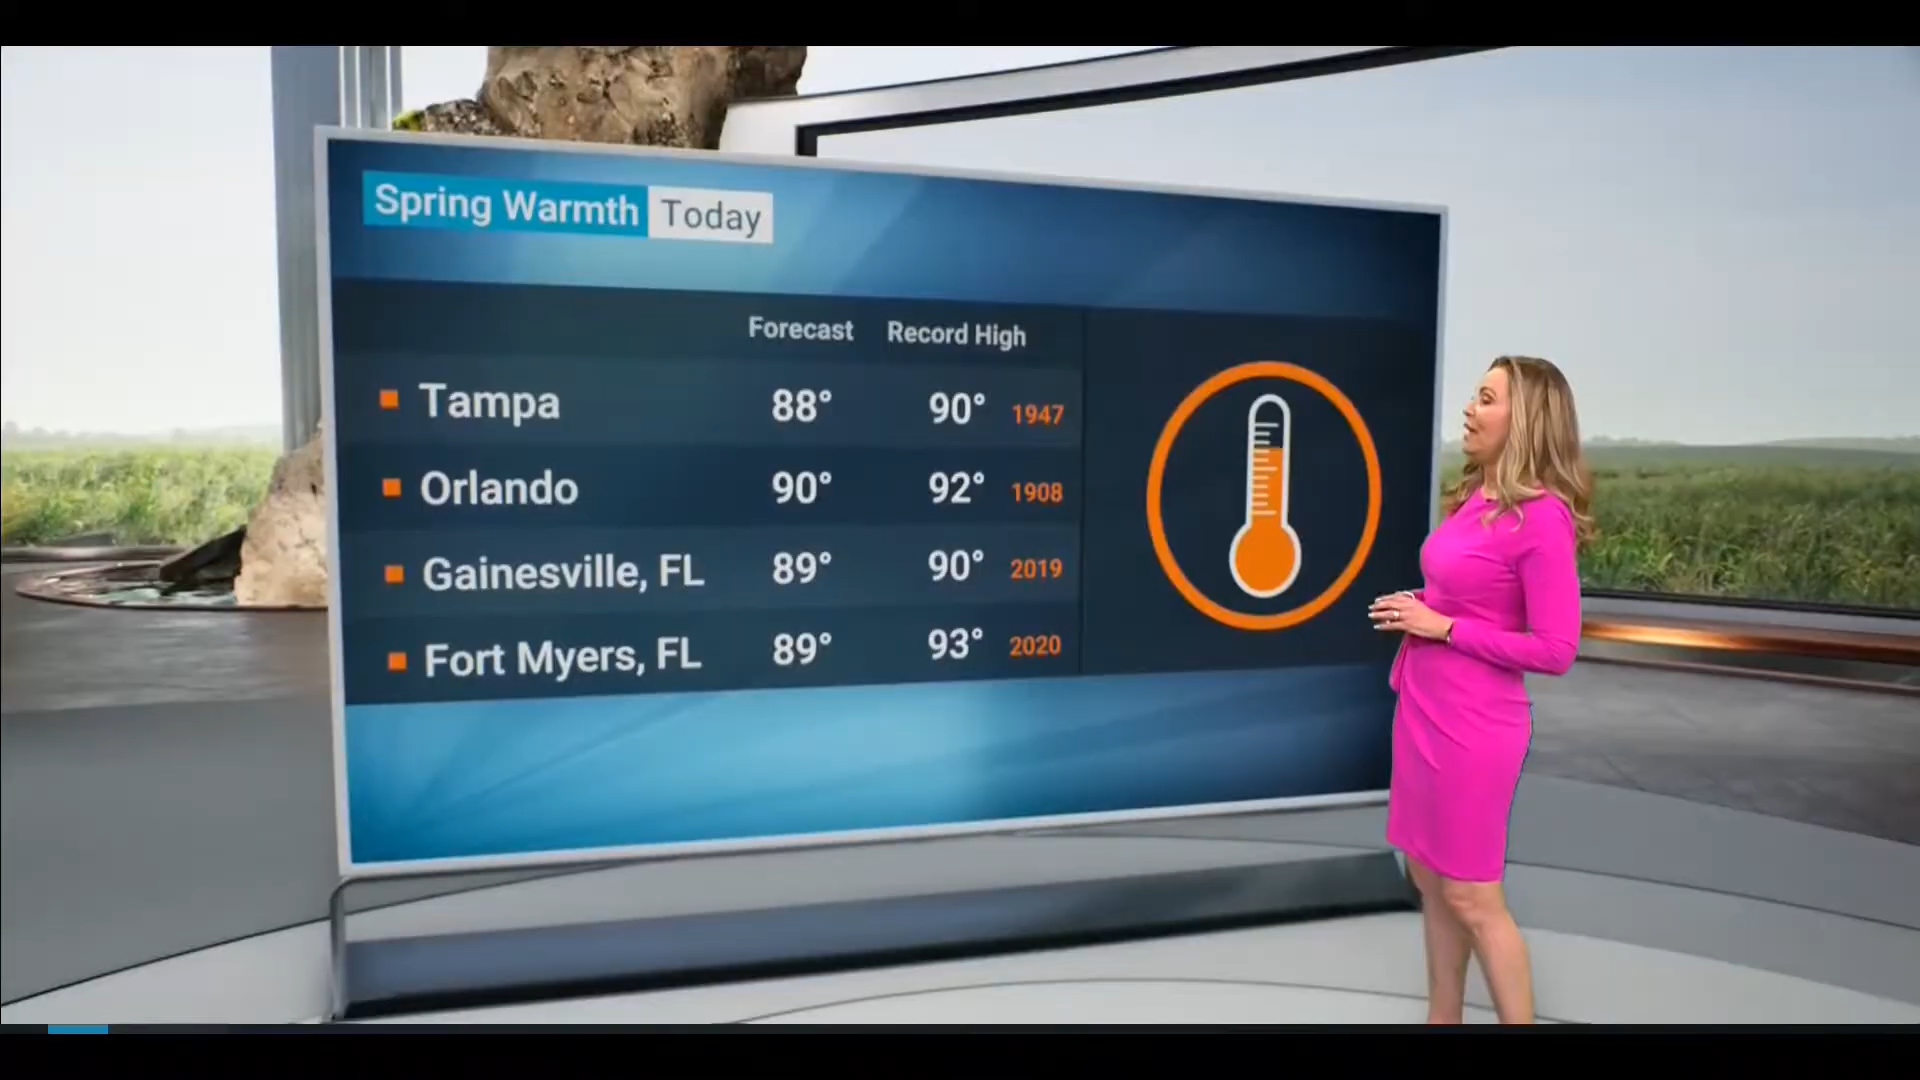 Spring Warmth Today
Forecast Record High
Tampa 88° 90° 1947
Orlando 90° 92° 1908
Gainesville, FL 89° 90° 2019
Fort Myers, FL 89° 93° 2020